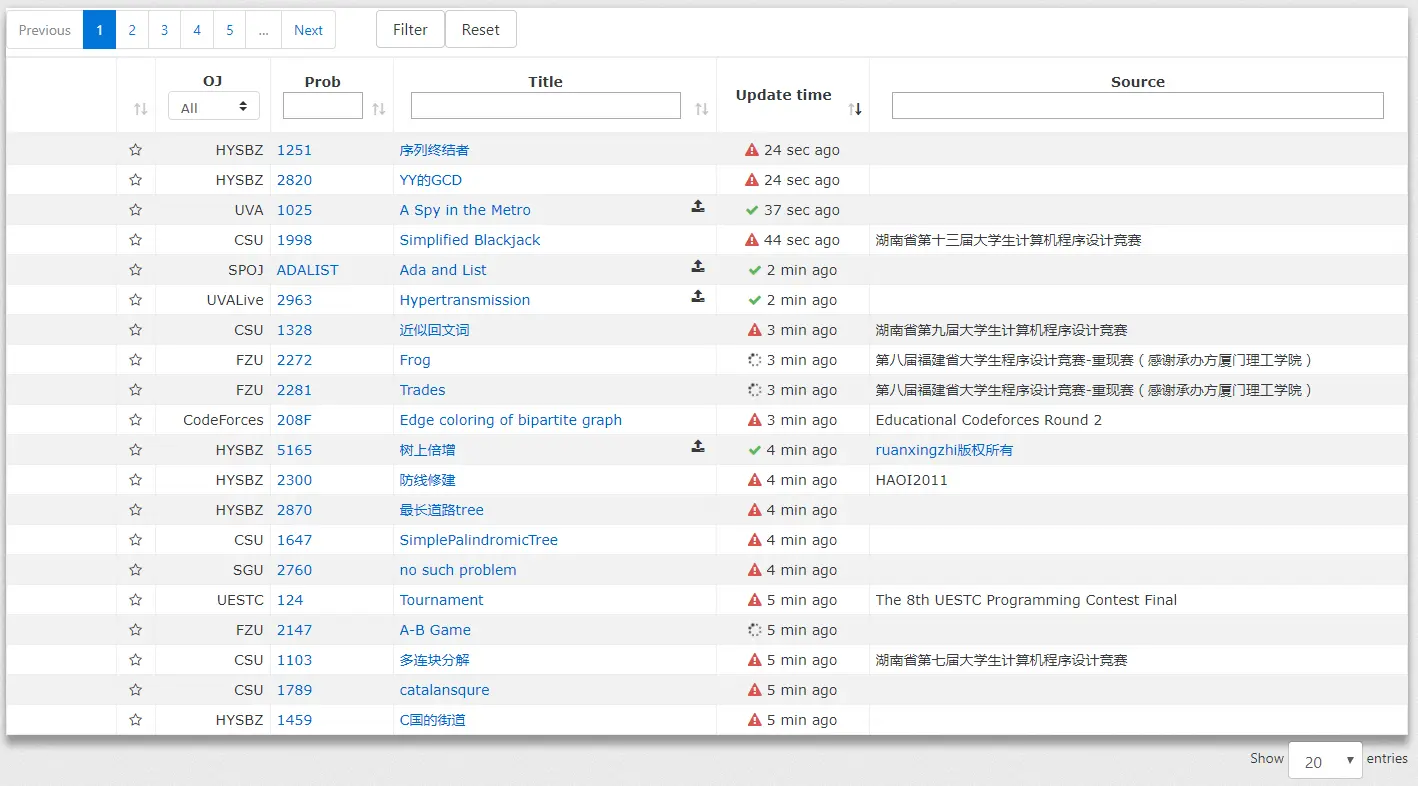 Previous 1 2 3 4 5 ... Next Filter Reset
OJ Prob Title Update time Source
All
HYSBZ 1251 序列终结者 24 sec ago
HYSBZ 2820 YY的GCD 24 sec ago
UVA 1025 A Spy in the Metro 37 sec ago
CSU 1998 Simplified Blackjack 44 sec ago 湖南省第十三届大学生计算机程序设计竞赛
SPOJ ADALIST Ada and List 2 min ago
UVALive 2963 Hypertransmission 2 min ago
CSU 1328 近似回文词 3 min ago 湖南省第九届大学生计算机程序设计竞赛
FZU 2272 Frog 3 min ago 第八届福建省大学生程序设计竞赛-重现赛（感谢承办方厦门理工学院）
FZU 2281 Trades 3 min ago 第八届福建省大学生程序设计竞赛-重现赛（感谢承办方厦门理工学院）
CodeForces 208F Edge coloring of bipartite graph 3 min ago Educational Codeforces Round 2
HYSBZ 5165 树上倍增 4 min ago ruanxingzhi版权所有
HYSBZ 2300 防线修建 4 min ago HAOI2011
HYSBZ 2870 最长道路tree 4 min ago
CSU 1647 SimplePalindromicTree 4 min ago
SGU 2760 no such problem 4 min ago
UESTC 124 Tournament 5 min ago The 8th UESTC Programming Contest Final
FZU 2147 A-B Game 5 min ago
CSU 1103 多连块分解 5 min ago 湖南省第七届大学生计算机程序设计竞赛
CSU 1789 catalansqure 5 min ago
HYSBZ 1459 C国的街道 5 min ago
Show 20 entries